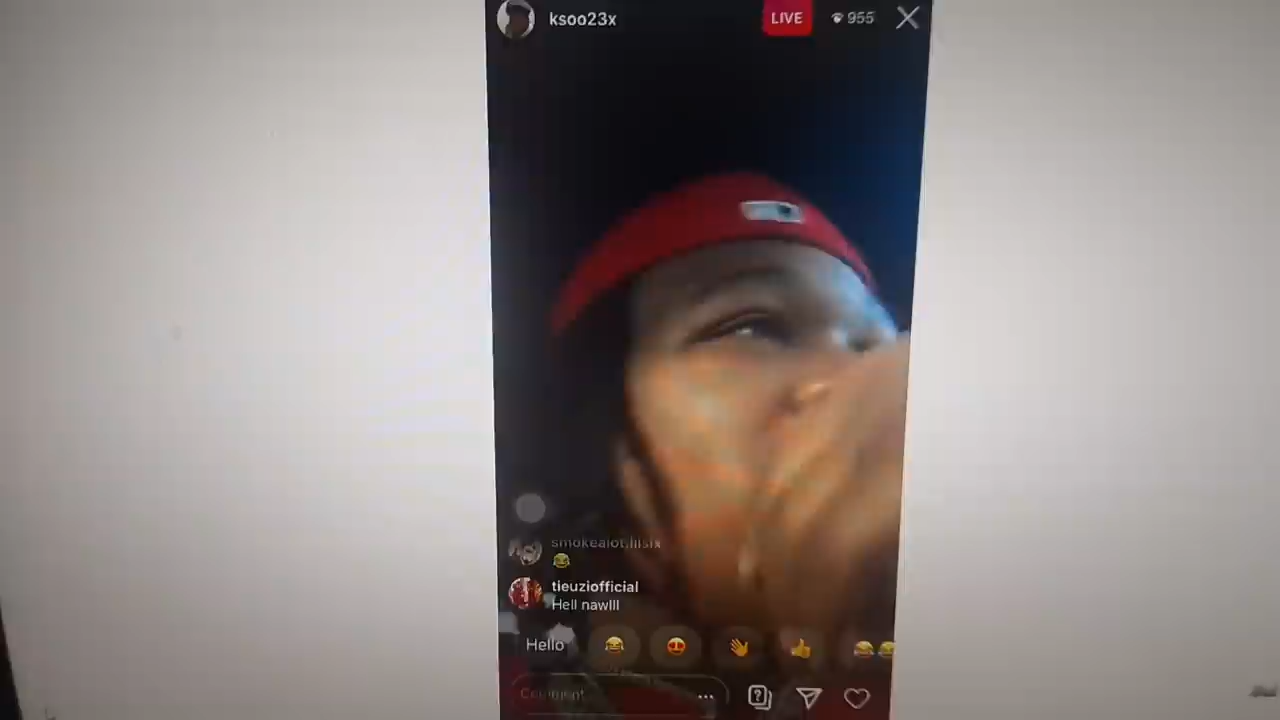 ksoo23x
LIVE
955
smokealot.lilsix
😂
tieuziofficial
Hell nawlll
Hello
😂 😍 👋 👍 😂😂
Comment